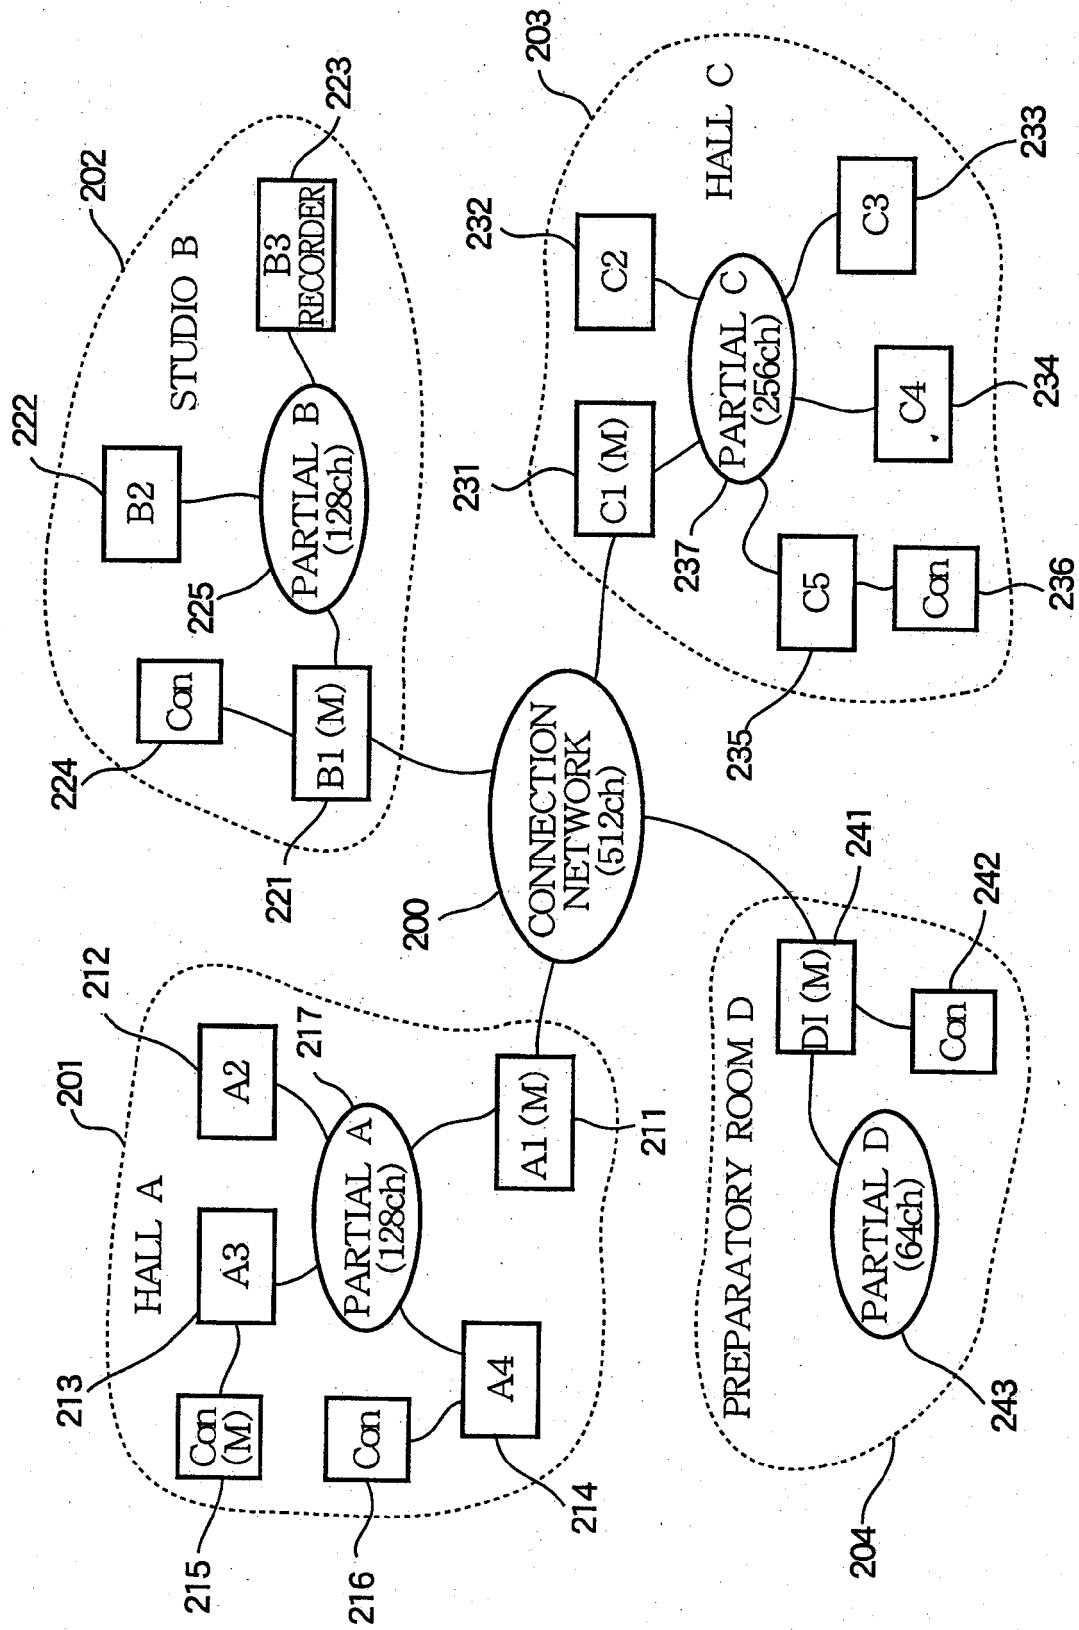 201
HALL A
212
A2
213
A3
217
215
Con
(M)
PARTIAL A
(128ch)
216
Con
A4
214
A1 (M)
211
202
STUDIO B
222
B2
223
B3
RECORDER
224
Con
225
PARTIAL B
(128ch)
B1 (M)
221
200
CONNECTION
NETWORK
(512ch)
203
HALL C
232
C2
231
C1 (M)
237
PARTIAL C
(256ch)
C3
233
C4
234
C5
235
Con
236
PREPARATORY ROOM D
D1 (M)
241
242
Con
PARTIAL D
(64ch)
243
204